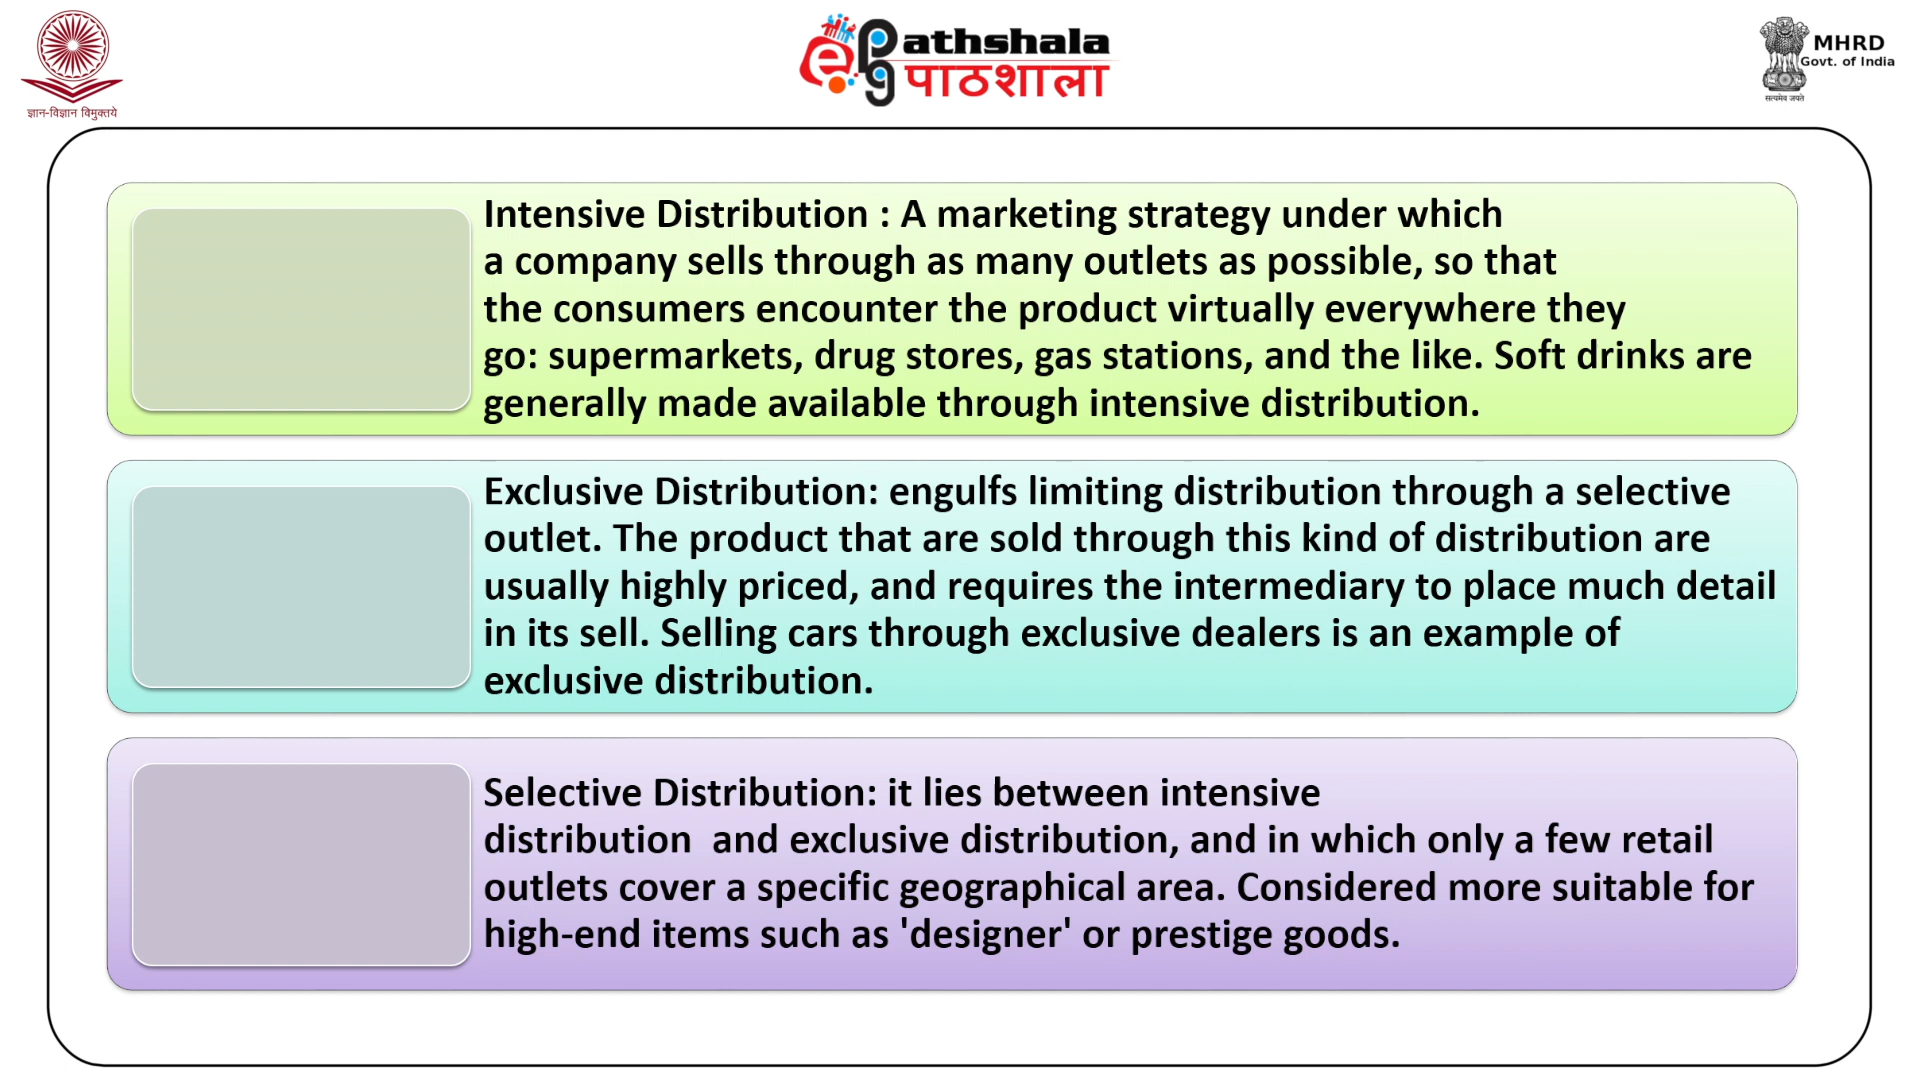 ज्ञान-विज्ञान विमुक्तये
e pg athshala
पाठशाला
MHRD
Govt. of India
सत्यमेव जयते
Intensive Distribution : A marketing strategy under which
a company sells through as many outlets as possible, so that
the consumers encounter the product virtually everywhere they
go: supermarkets, drug stores, gas stations, and the like. Soft drinks are
generally made available through intensive distribution.
Exclusive Distribution: engulfs limiting distribution through a selective
outlet. The product that are sold through this kind of distribution are
usually highly priced, and requires the intermediary to place much detail
in its sell. Selling cars through exclusive dealers is an example of
exclusive distribution.
Selective Distribution: it lies between intensive
distribution  and exclusive distribution, and in which only a few retail
outlets cover a specific geographical area. Considered more suitable for
high-end items such as 'designer' or prestige goods.